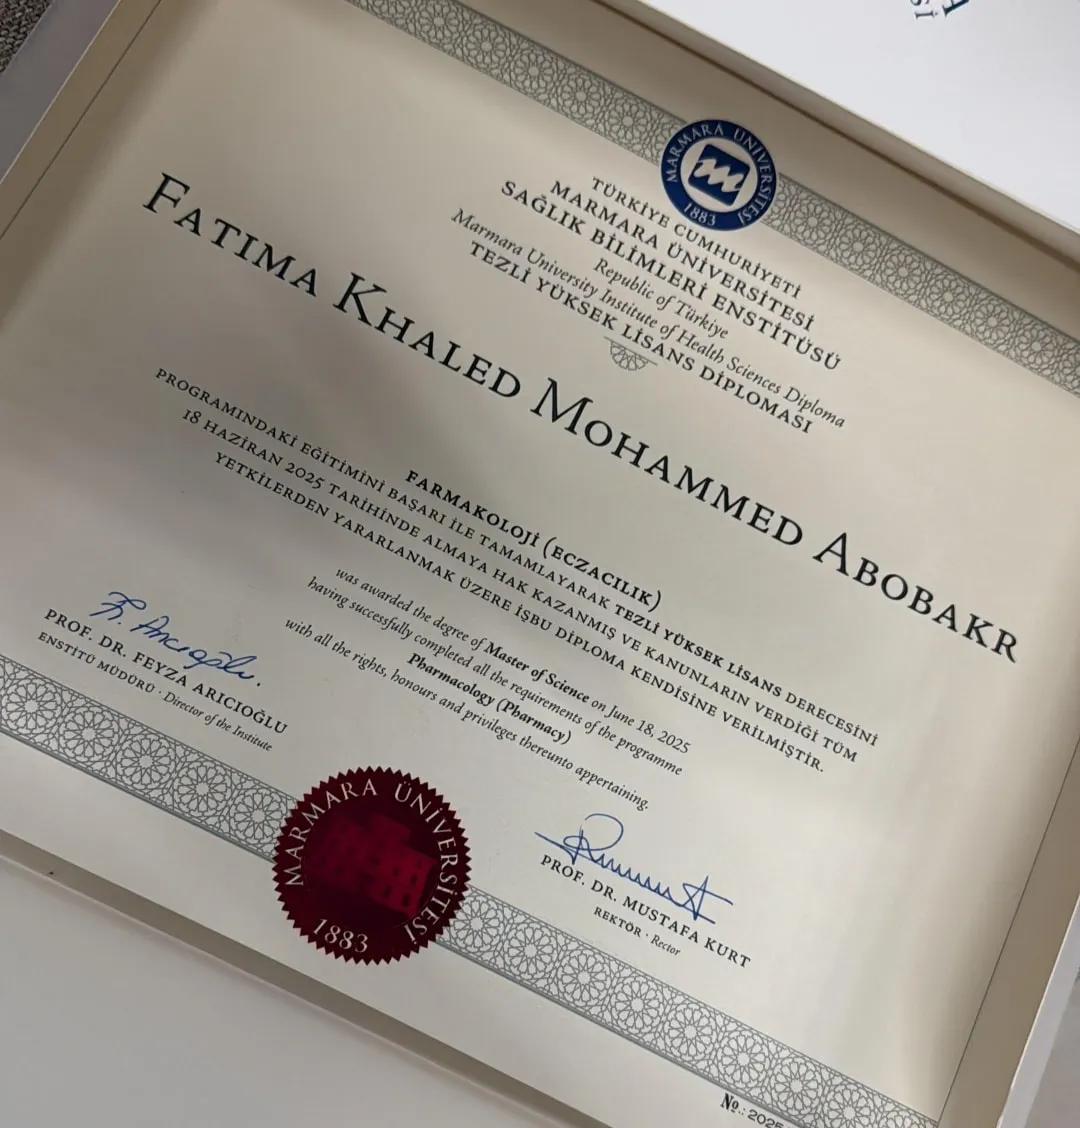 MARMARA ÜNİVERSİTESİ
1883
TÜRKİYE CUMHURİYETİ
MARMARA ÜNİVERSİTESİ
SAĞLIK BİLİMLERİ ENSTİTÜSÜ
Republic of Türkiye
Marmara University Institute of Health Sciences Diploma
TEZLİ YÜKSEK LİSANS DİPLOMASI
FATIMA KHALED MOHAMMED ABOBAKR
FARMAKOLOJİ (ECZACILIK)
PROGRAMINDAKİ EĞİTİMİNİ BAŞARI İLE TAMAMLAYARAK TEZLİ YÜKSEK LİSANS DERECESİNİ
18 HAZİRAN 2025 TARİHİNDE ALMAYA HAK KAZANMIŞ VE KANUNLARIN VERDİĞİ TÜM
YETKİLERDEN YARARLANMAK ÜZERE İŞBU DİPLOMA KENDİSİNE VERİLMİŞTİR.
was awarded the degree of Master of Science on June 18, 2025
having successfully completed all the requirements of the programme
Pharmacology (Pharmacy)
with all the rights, honours and privileges thereunto appertaining.
F. Arıcıoğlu.
PROF. DR. FEYZA ARICIOĞLU
ENSTİTÜ MÜDÜRÜ · Director of the Institute
PROF. DR. MUSTAFA KURT
REKTÖR · Rector
MARMARA ÜNİVERSİTESİ
1883
№.: 2025